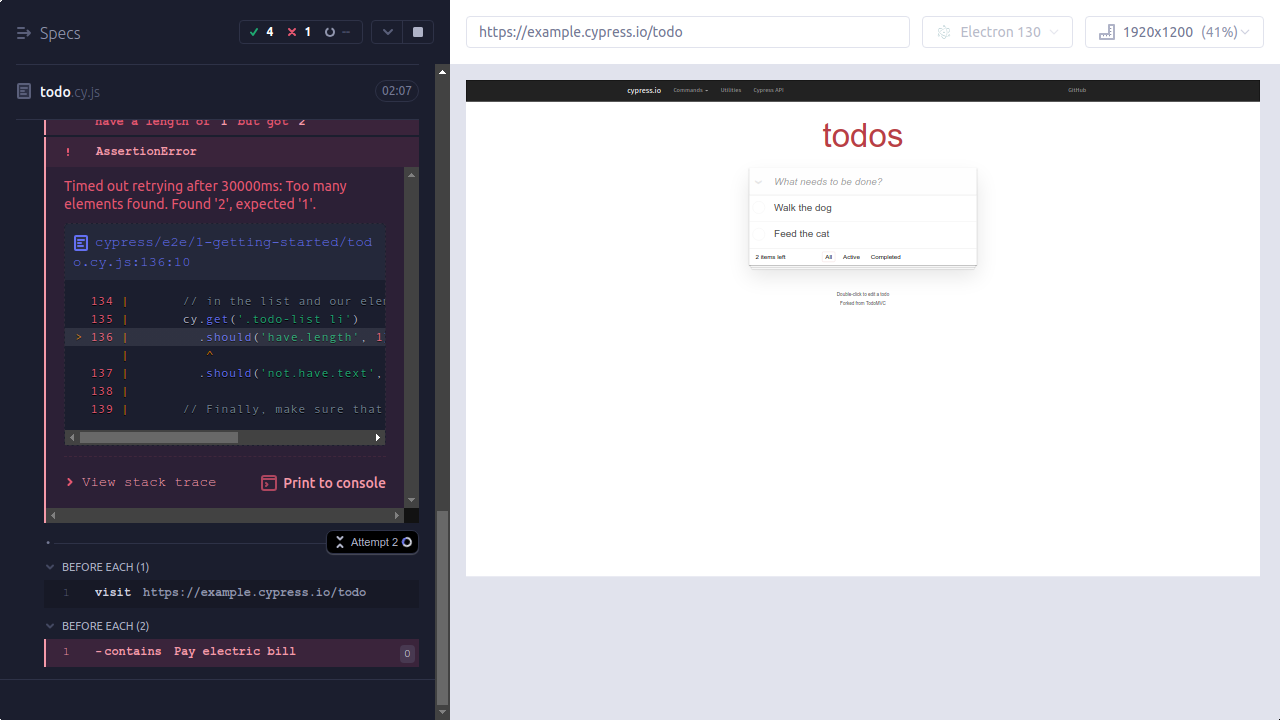 Specs
4 1 --
todo.cy.js 02:07
have a length of 1 but got 2
! AssertionError
Timed out retrying after 30000ms: Too many
elements found. Found '2', expected '1'.
cypress/e2e/1-getting-started/tod
o.cy.js:136:10
134 | // in the list and our elem
135 | cy.get('.todo-list li')
> 136 | .should('have.length', 1
| ^
137 | .should('not.have.text',
138 |
139 | // Finally, make sure that
View stack trace
Print to console
Attempt 2
BEFORE EACH (1)
1 visit https://example.cypress.io/todo
BEFORE EACH (2)
1 -contains Pay electric bill 0
https://example.cypress.io/todo
Electron 130
1920x1200 (41%)
cypress.io Commands Utilities Cypress API GitHub
todos
What needs to be done?
Walk the dog
Feed the cat
2 items left All Active Completed
Double-click to edit a todo
Forked from TodoMVC